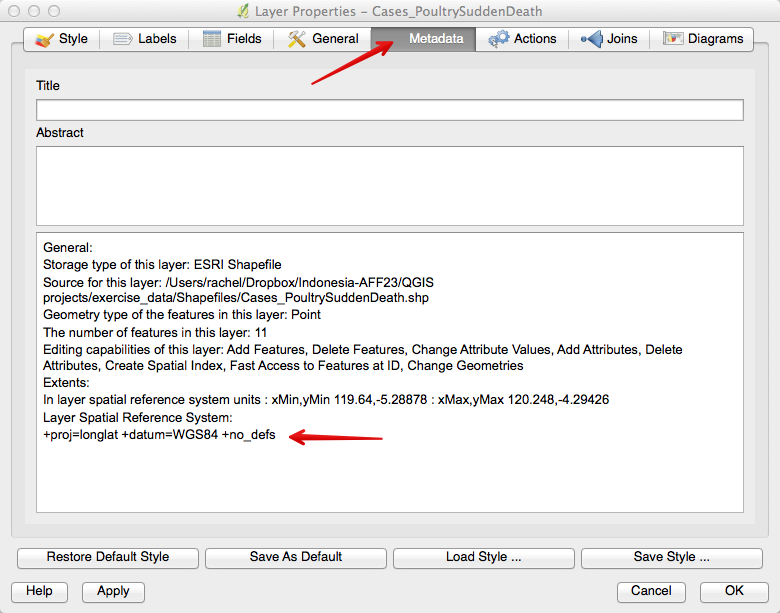 Layer Properties – Cases_PoultrySuddenDeath
Style Labels Fields General Metadata Actions Joins Diagrams
Title
Abstract
General:
Storage type of this layer: ESRI Shapefile
Source for this layer: /Users/rachel/Dropbox/Indonesia-AFF23/QGIS
projects/exercise_data/Shapefiles/Cases_PoultrySuddenDeath.shp
Geometry type of the features in this layer: Point
The number of features in this layer: 11
Editing capabilities of this layer: Add Features, Delete Features, Change Attribute Values, Add Attributes, Delete
Attributes, Create Spatial Index, Fast Access to Features at ID, Change Geometries
Extents:
In layer spatial reference system units : xMin,yMin 119.64,-5.28878 : xMax,yMax 120.248,-4.29426
Layer Spatial Reference System:
+proj=longlat +datum=WGS84 +no_defs
Restore Default Style Save As Default Load Style ... Save Style ...
Help Apply Cancel OK